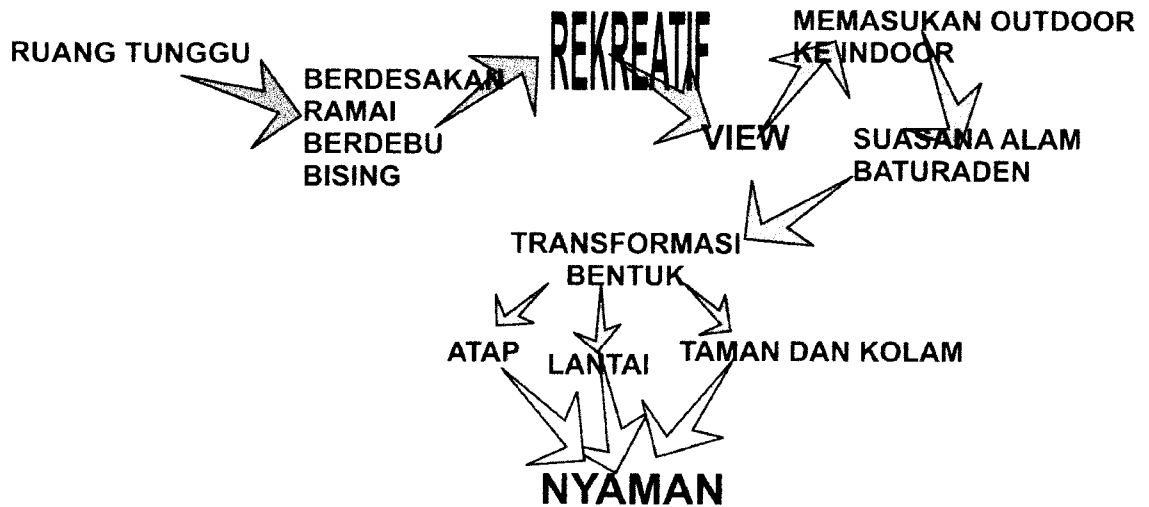 RUANG TUNGGU
BERDESAKAN
RAMAI
BERDEBU
BISING
REKREATIF
VIEW
MEMASUKAN OUTDOOR
KE INDOOR
SUASANA ALAM
BATURADEN
TRANSFORMASI
BENTUK
ATAP
LANTAI
TAMAN DAN KOLAM
NYAMAN